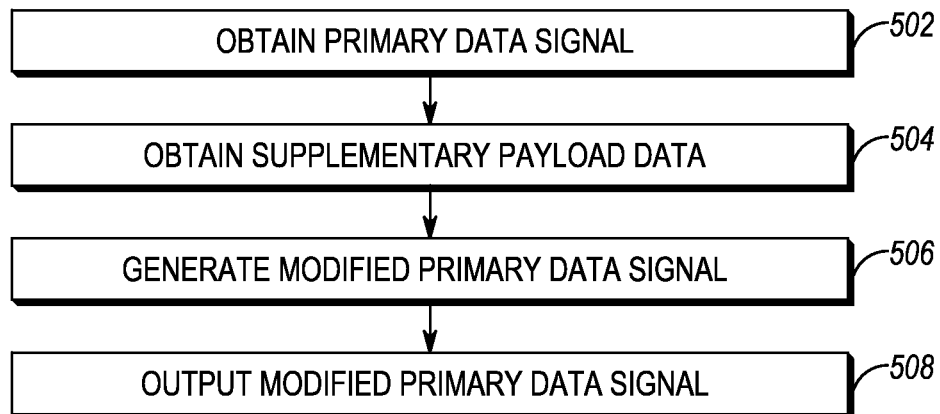 OBTAIN PRIMARY DATA SIGNAL 502
OBTAIN SUPPLEMENTARY PAYLOAD DATA 504
GENERATE MODIFIED PRIMARY DATA SIGNAL 506
OUTPUT MODIFIED PRIMARY DATA SIGNAL 508